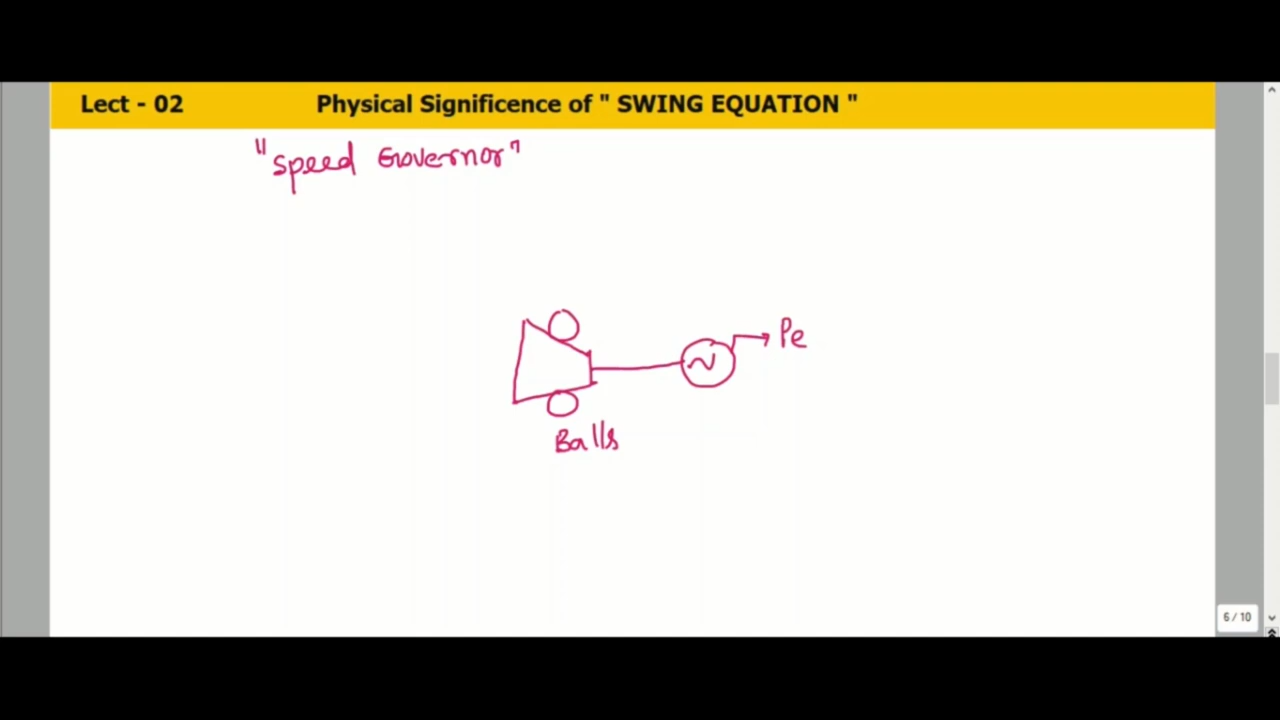 Lect - 02 Physical Significence of " SWING EQUATION "
"Speed Governor"
Pe
Balls
6 / 10